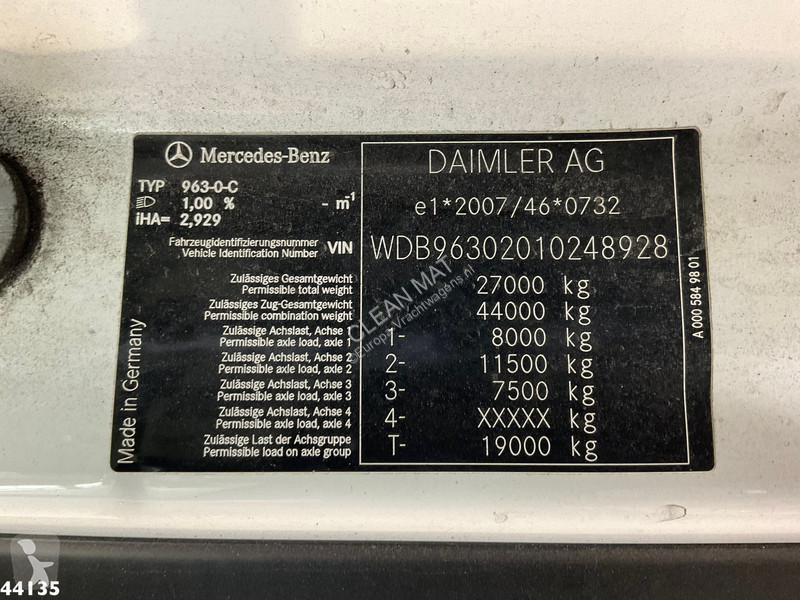 Mercedes-Benz
TYP 963-0-C
1,00 % - m-1
iHA= 2,929
Fahrzeugidentifizierungsnummer
Vehicle Identification Number VIN
Zulässiges Gesamtgewicht
Permissible total weight
Zulässiges Zug-Gesamtgewicht
Permissible combination weight
Zulässige Achslast, Achse 1
Permissible axle load, axle 1
Zulässige Achslast, Achse 2
Permissible axle load, axle 2
Zulässige Achslast, Achse 3
Permissible axle load, axle 3
Zulässige Achslast, Achse 4
Permissible axle load, axle 4
Zulässige Last der Achsgruppe
Permissible load on axle group
Made in Germany
DAIMLER AG
e1*2007/46*0732
WDB96302010248928
27000 kg
44000 kg
1- 8000 kg
2- 11500 kg
3- 7500 kg
4- XXXXX kg
T- 19000 kg
A 000 584 98 01
CLEAN MAT
©Europa-Vrachtwagens.nl
44135